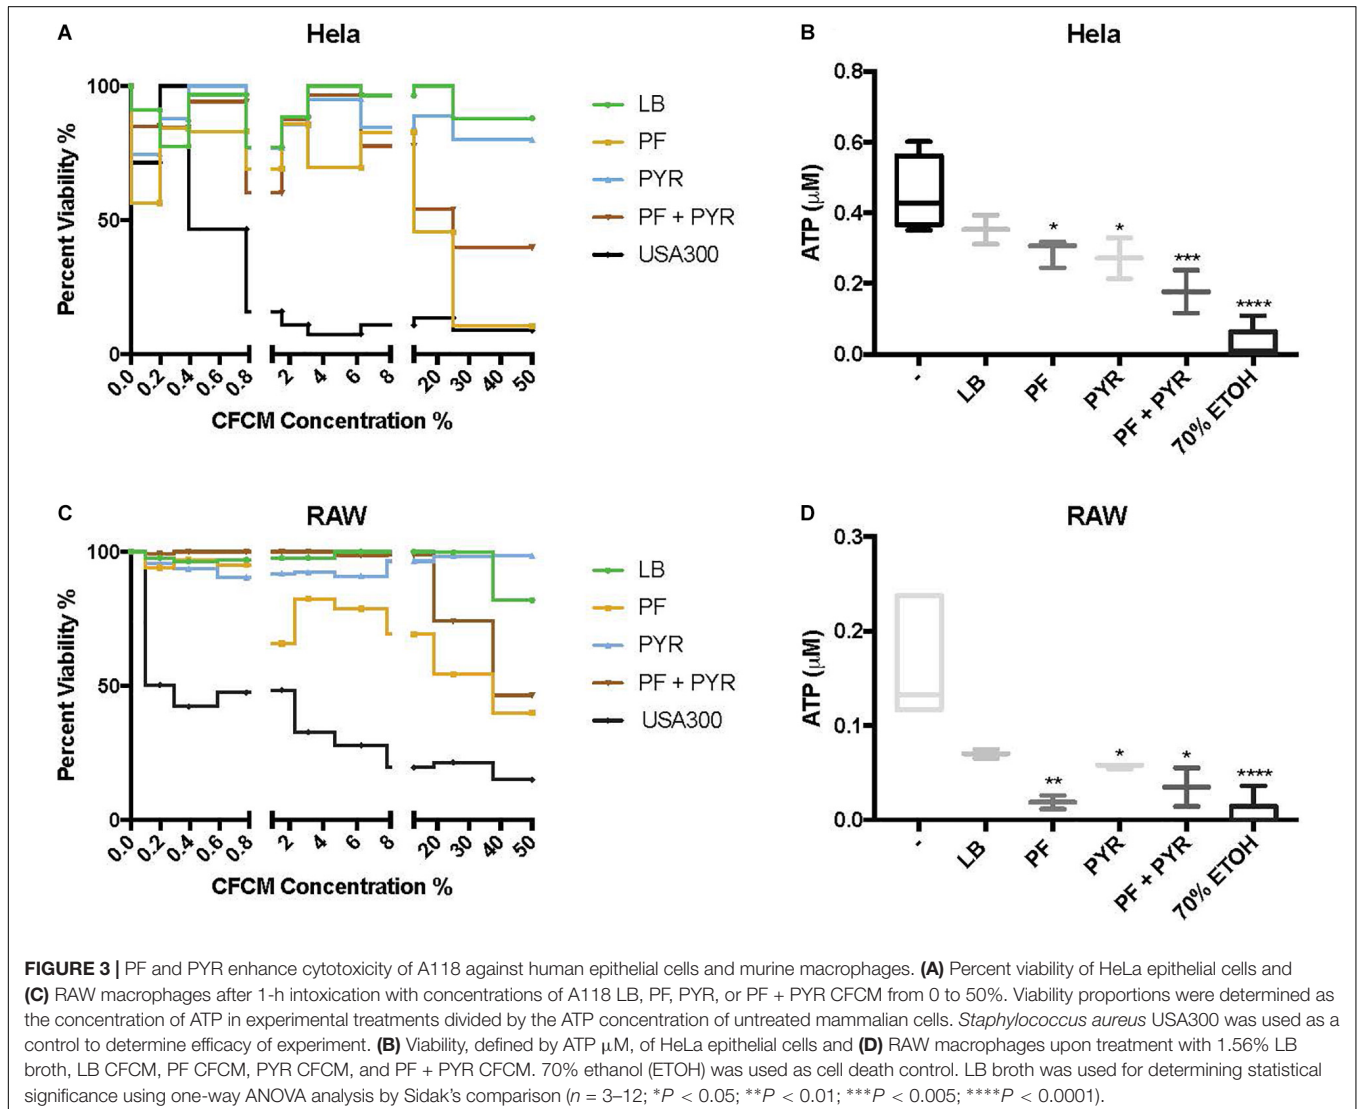 A
Hela
100
50
0
Percent Viability %
0.0 0.2 0.4 0.6 0.8 2 4 6 8 20 30 40 50
CFCM Concentration %
LB
PF
PYR
PF + PYR
USA300
B
Hela
0.8
0.6
0.4
0.2
0.0
ATP (μM)
* * *** ****
- LB PF PYR PF + PYR 70% ETOH
C
RAW
100
50
0
Percent Viability %
0.0 0.2 0.4 0.6 0.8 2 4 6 8 20 30 40 50
CFCM Concentration %
LB
PF
PYR
PF + PYR
USA300
D
RAW
0.3
0.2
0.1
0.0
ATP (μM)
** * * ****
- LB PF PYR PF + PYR 70% ETOH
FIGURE 3 | PF and PYR enhance cytotoxicity of A118 against human epithelial cells and murine macrophages. (A) Percent viability of HeLa epithelial cells and
(C) RAW macrophages after 1-h intoxication with concentrations of A118 LB, PF, PYR, or PF + PYR CFCM from 0 to 50%. Viability proportions were determined as
the concentration of ATP in experimental treatments divided by the ATP concentration of untreated mammalian cells. Staphylococcus aureus USA300 was used as a
control to determine efficacy of experiment. (B) Viability, defined by ATP μM, of HeLa epithelial cells and (D) RAW macrophages upon treatment with 1.56% LB
broth, LB CFCM, PF CFCM, PYR CFCM, and PF + PYR CFCM. 70% ethanol (ETOH) was used as cell death control. LB broth was used for determining statistical
significance using one-way ANOVA analysis by Sidak's comparison (n = 3–12; *P < 0.05; **P < 0.01; ***P < 0.005; ****P < 0.0001).